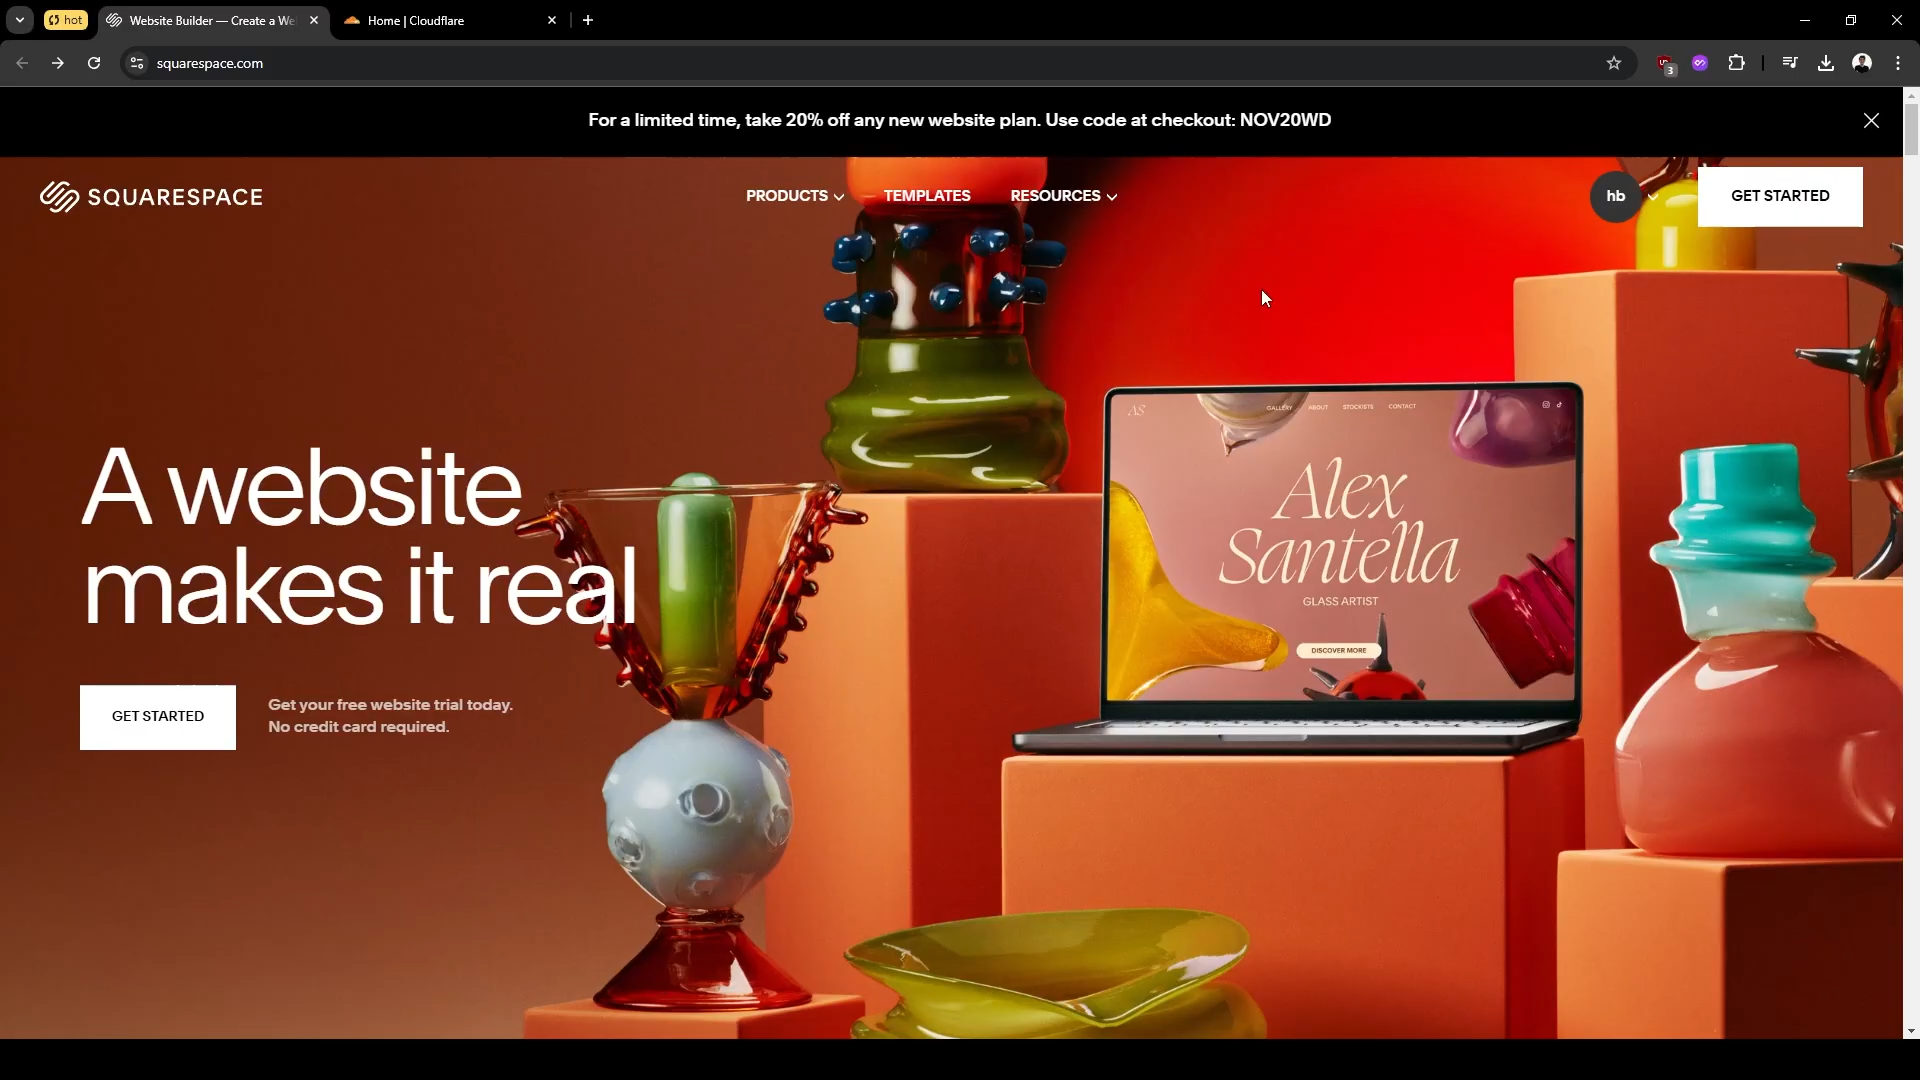 hot
Website Builder — Create a We
Home | Cloudflare
squarespace.com
3
For a limited time, take 20% off any new website plan. Use code at checkout: NOV20WD
SQUARESPACE
PRODUCTS
TEMPLATES
RESOURCES
hb
GET STARTED
AS
GALLERY
ABOUT
STOCKISTS
CONTACT
Alex
Santella
GLASS ARTIST
DISCOVER MORE
A website
makes it real
GET STARTED
Get your free website trial today.
No credit card required.